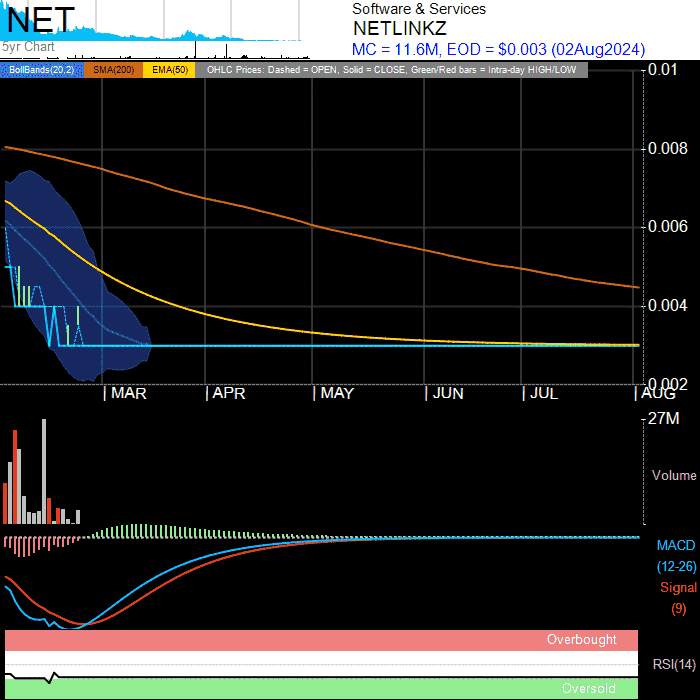 NET
5yr Chart
Software & Services
NETLINKZ
MC = 11.6M, EOD = $0.003 (02Aug2024)
BollBands(20,2) SMA(200) EMA(50) OHLC Prices: Dashed = OPEN, Solid = CLOSE, Green/Red bars = Intra-day HIGH/LOW
0.01
0.008
0.006
0.004
0.002
MAR APR MAY JUN JUL AUG
27M
Volume
MACD
(12-26)
Signal
(9)
Overbought
RSI(14)
Oversold